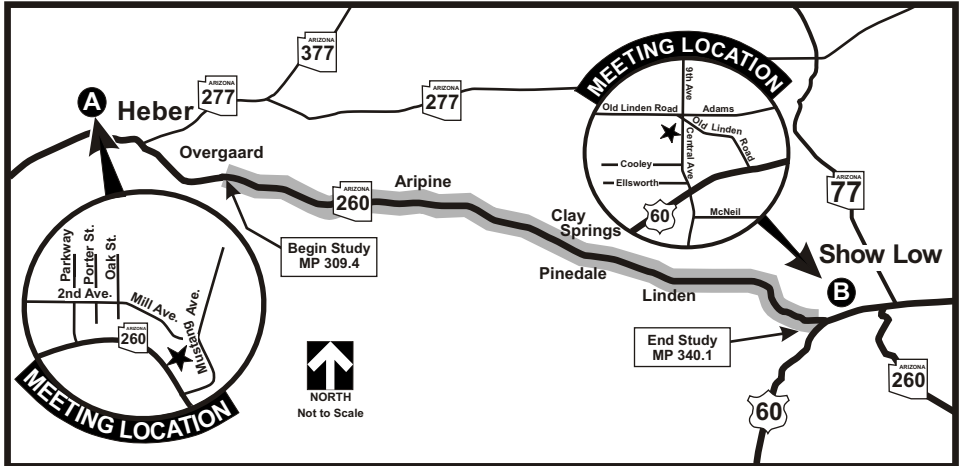 ARIZONA
377
ARIZONA
277
ARIZONA
277
A
Heber
Overgaard
ARIZONA
260
Aripine
Clay
Springs
Pinedale
Linden
Begin Study
MP 309.4
End Study
MP 340.1
MEETING LOCATION
9th Ave
Old Linden Road
Adams
Old Linden Road
Central Ave
Cooley
Ellsworth
60
McNeil
ARIZONA
77
Show Low
B
ARIZONA
260
60
Parkway
Porter St.
Oak St.
2nd Ave.
Mill Ave.
Mustang Ave.
ARIZONA
260
MEETING LOCATION
NORTH
Not to Scale